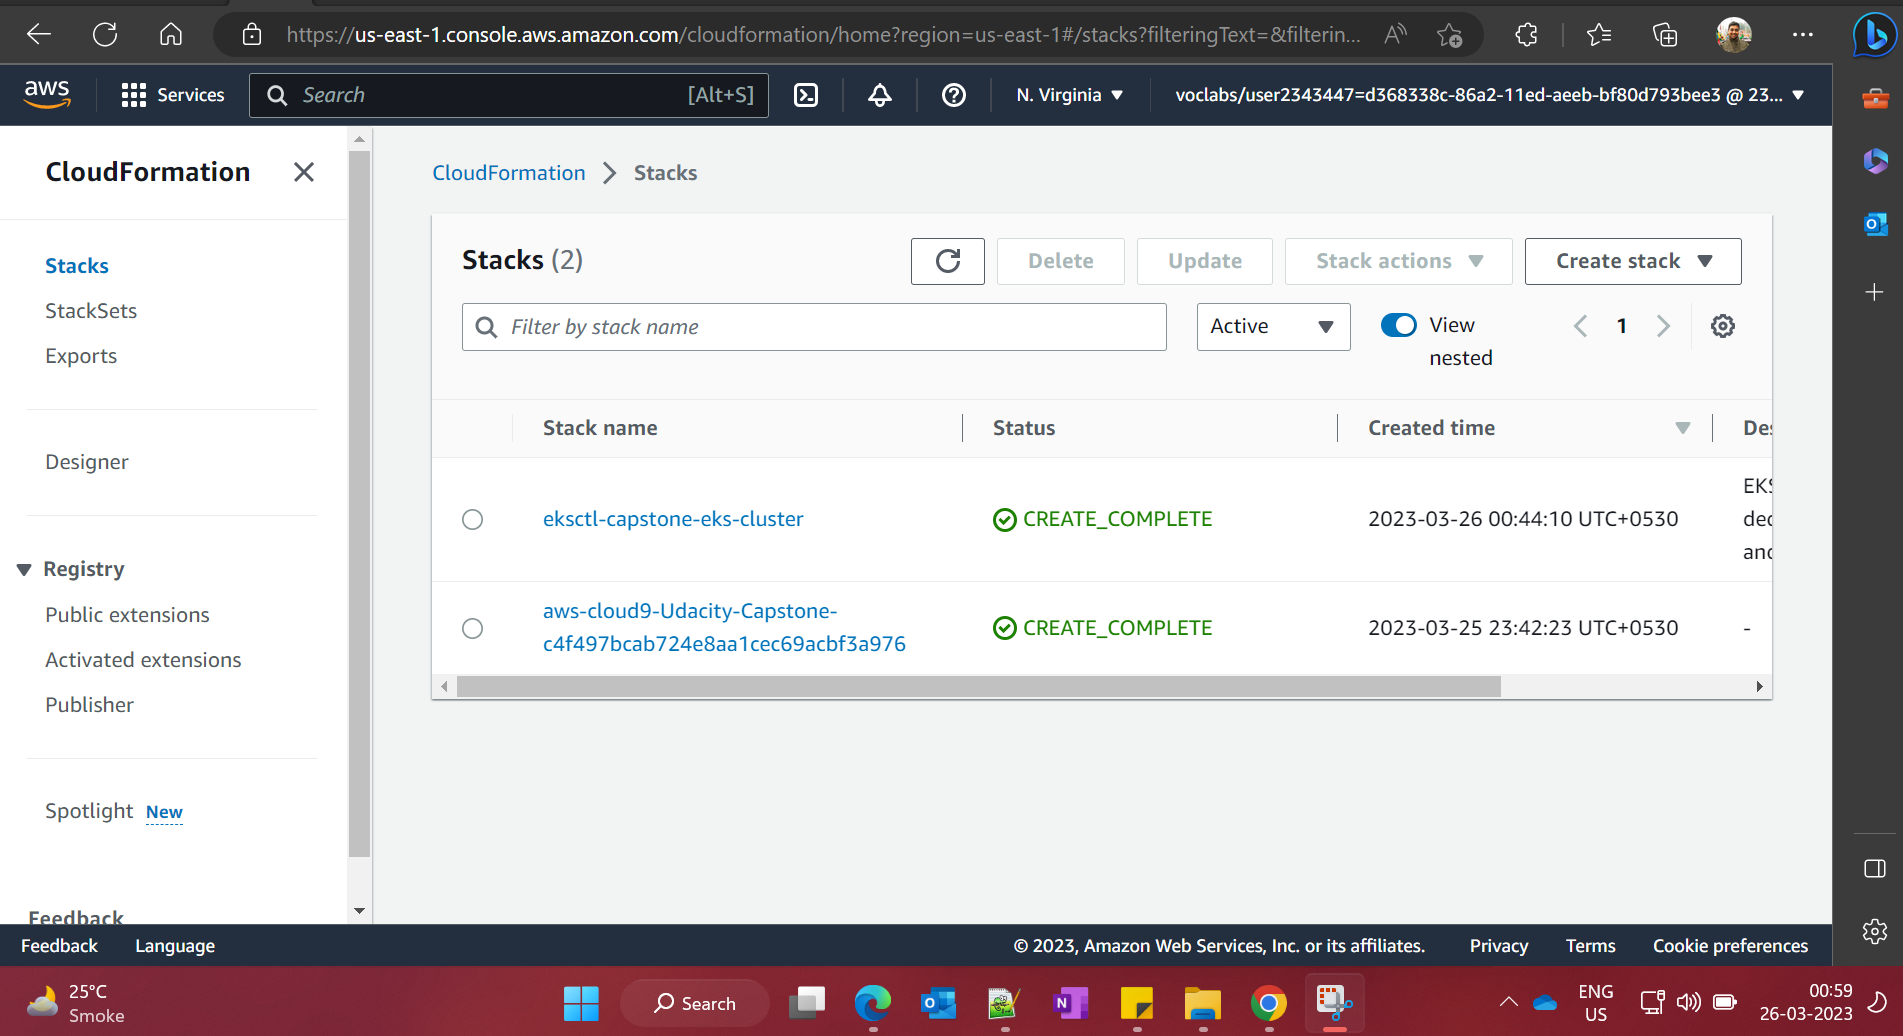 https://us-east-1.console.aws.amazon.com/cloudformation/home?region=us-east-1#/stacks?filteringText=&filterin...
aws
Services
Search [Alt+S]
N. Virginia
voclabs/user2343447=d368338c-86a2-11ed-aeeb-bf80d793bee3 @ 23...
CloudFormation
Stacks
StackSets
Exports
Designer
Registry
Public extensions
Activated extensions
Publisher
Spotlight New
Feedback
CloudFormation Stacks
Stacks (2)
Delete
Update
Stack actions
Create stack
Filter by stack name
Active
View
nested
1
Stack name Status Created time Des
eksctl-capstone-eks-cluster CREATE_COMPLETE 2023-03-26 00:44:10 UTC+0530
EKS
dec
and
aws-cloud9-Udacity-Capstone-
c4f497bcab724e8aa1cec69acbf3a976
CREATE_COMPLETE 2023-03-25 23:42:23 UTC+0530 -
Feedback Language © 2023, Amazon Web Services, Inc. or its affiliates. Privacy Terms Cookie preferences
25°C
Smoke
Search
ENG
US
00:59
26-03-2023